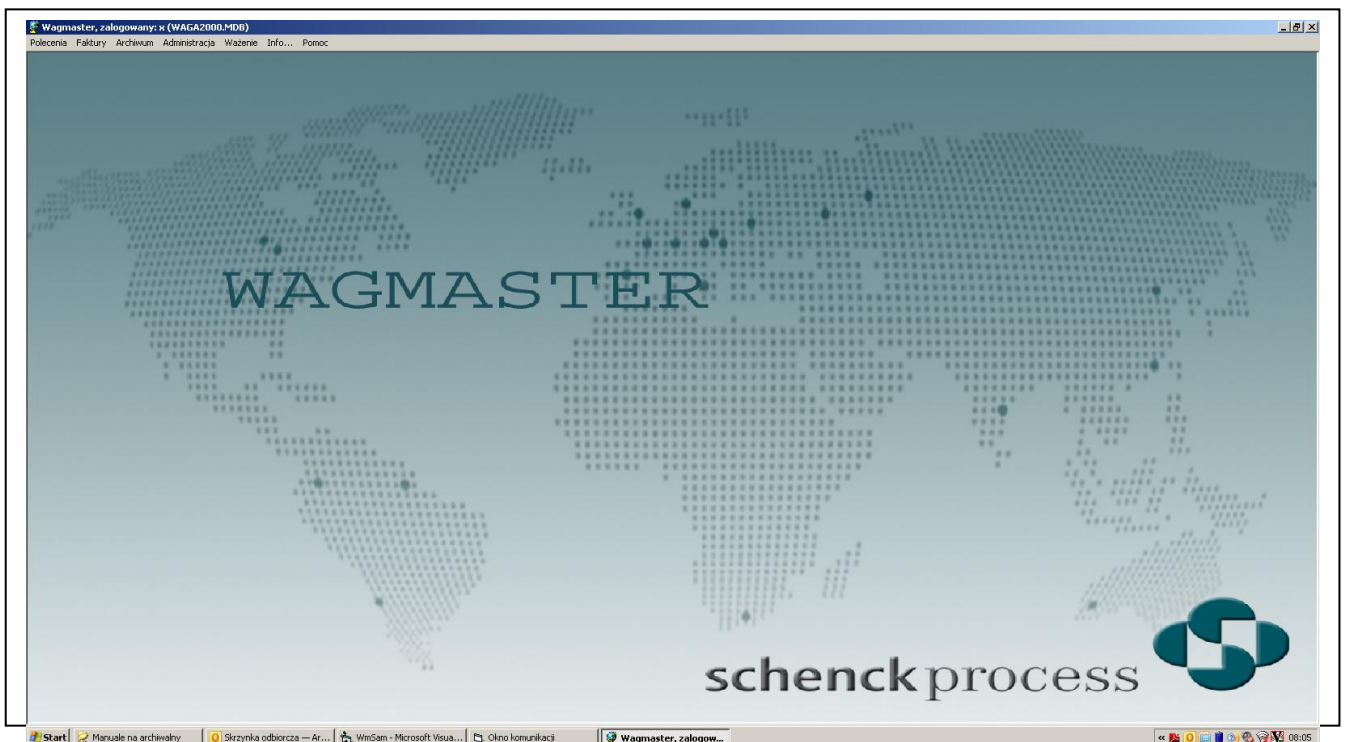 Wagmaster, zalogowany: x (WAGA2000.MDB)
Polecenia Faktury Archiwum Administracja Ważenie Info... Pomoc
WAGMASTER
schenck process
Start Manuale na archiwalny Skrzynka odbiorcza — Ar... WmSam - Microsoft Visua... Okno komunikacji Wagmaster, zalogow... « 08:05